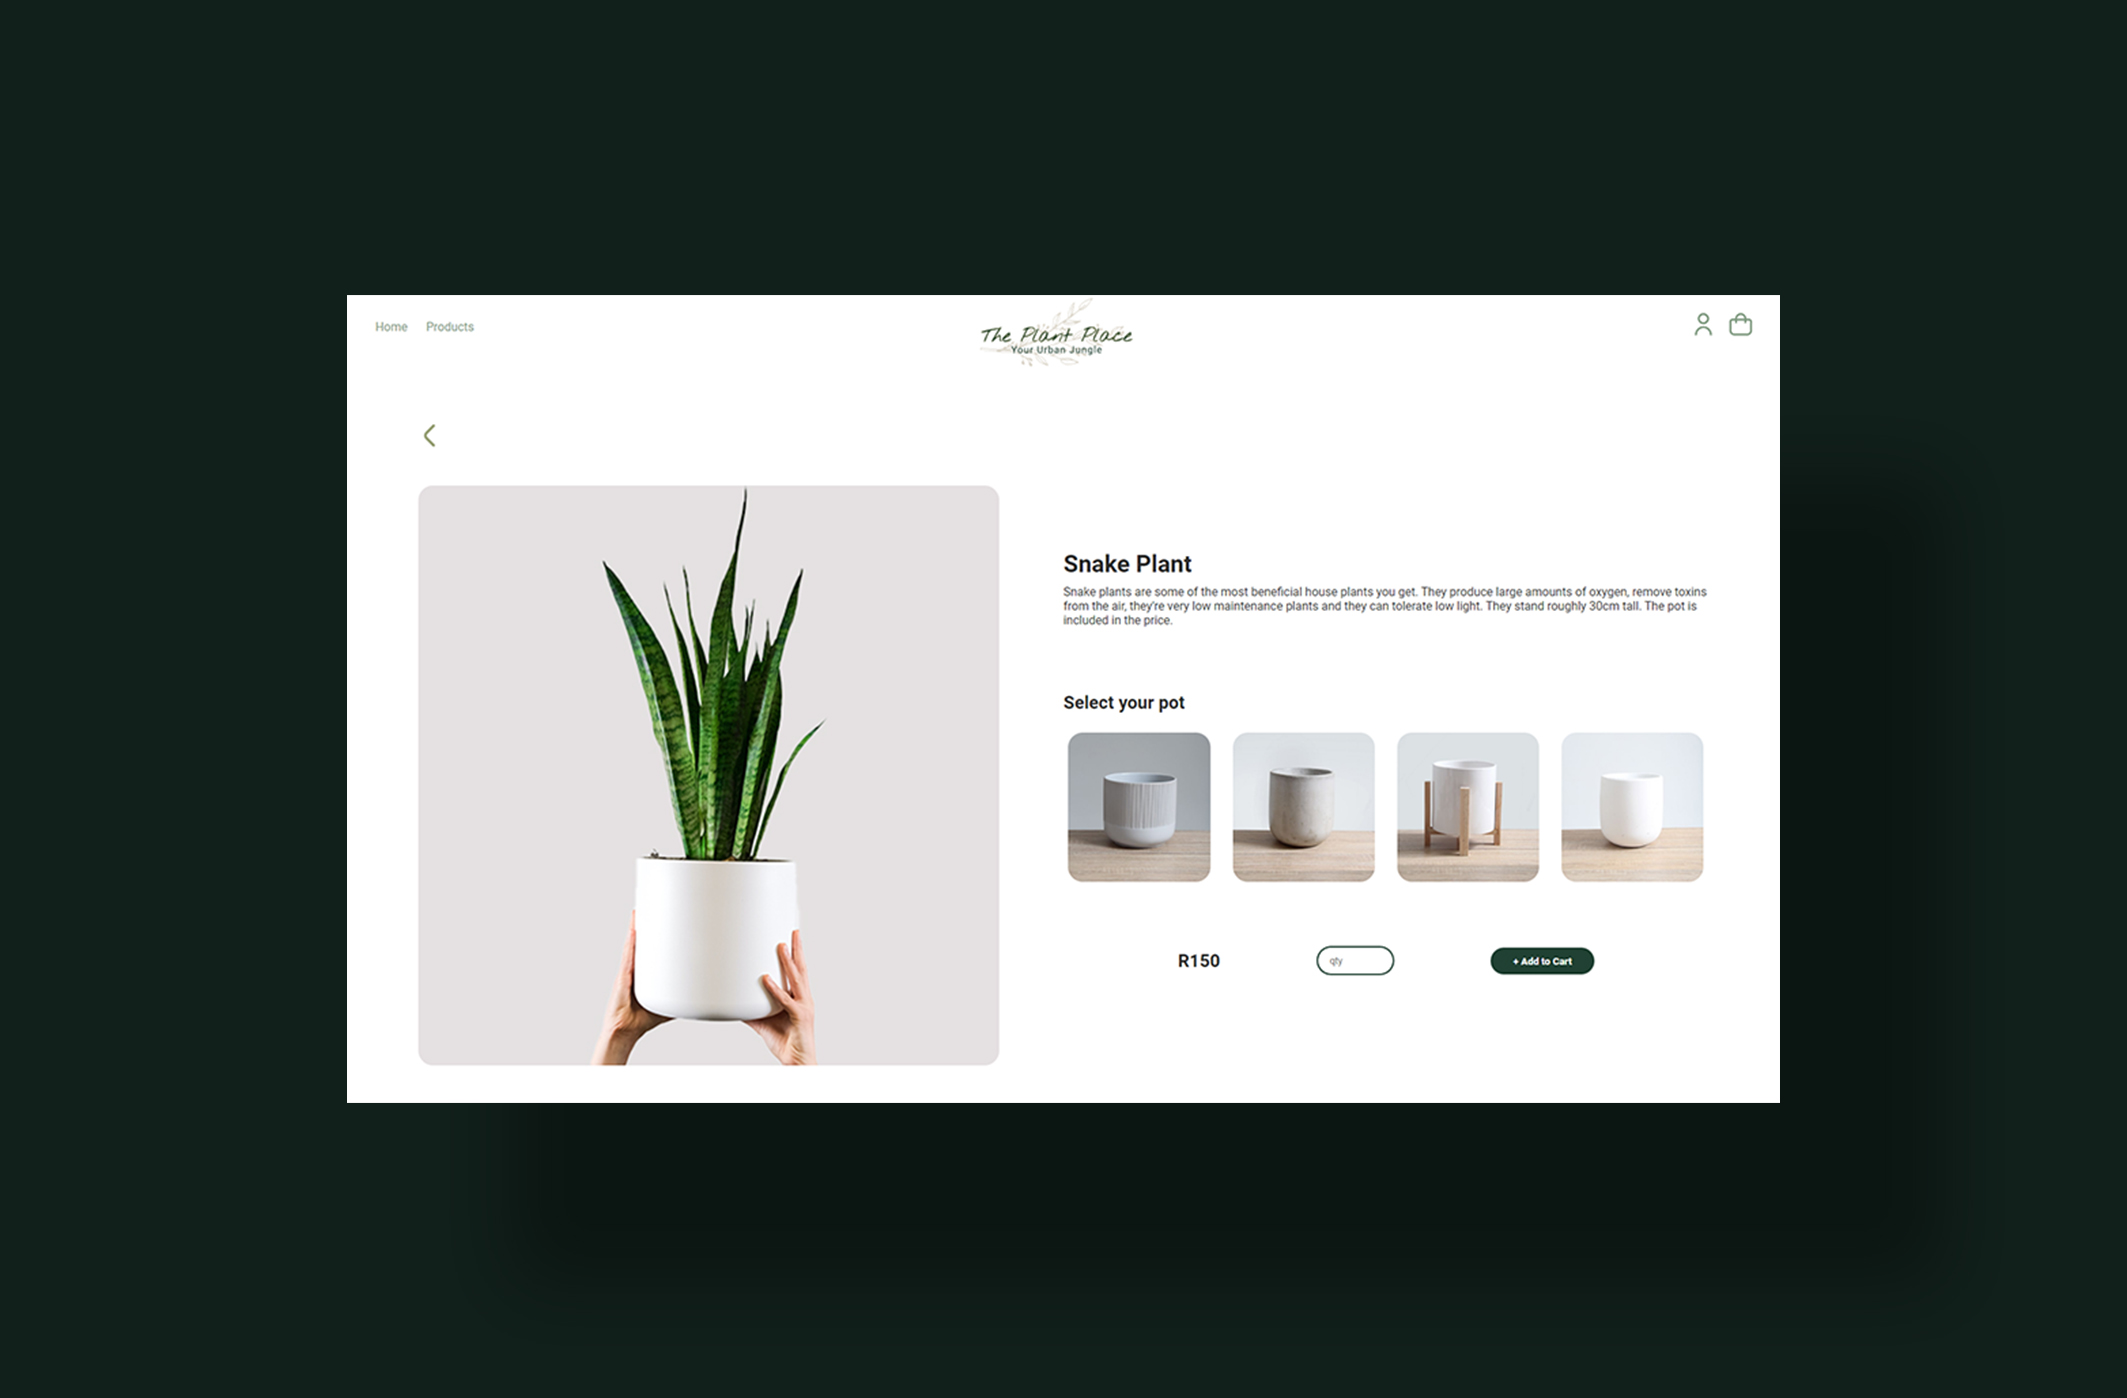 Home Products
The Plant Place
Your Urban Jungle
Snake Plant
Snake plants are some of the most beneficial house plants you get. They produce large amounts of oxygen, remove toxins
from the air, they're very low maintenance plants and they can tolerate low light. They stand roughly 30cm tall. The pot is
included in the price.
Select your pot
R150
qty
+ Add to Cart